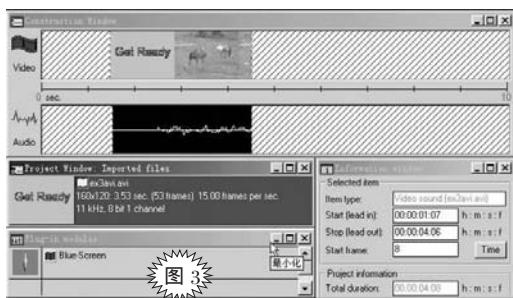 Construction Window
Video
Get Ready
0 sec.
10
Audio
Project Window: Imported files
Get Ready
ex3avi.avi
160x120: 3.53 sec. (53 frames) 15.00 frames per sec.
11 kHz, 8 bit 1 channel
Plug-in modules
Blue-Screen
最小化
图 3
Information window
Selected item
Item type:
Video sound (ex3avi.avi)
Start (lead in):
00:00:01:07
h : m : s : f
Stop (lead out):
00:00:04:06
h : m : s : f
Start frame:
8
Time
Project information
Total duration:
00:00:04:08
h : m : s : f